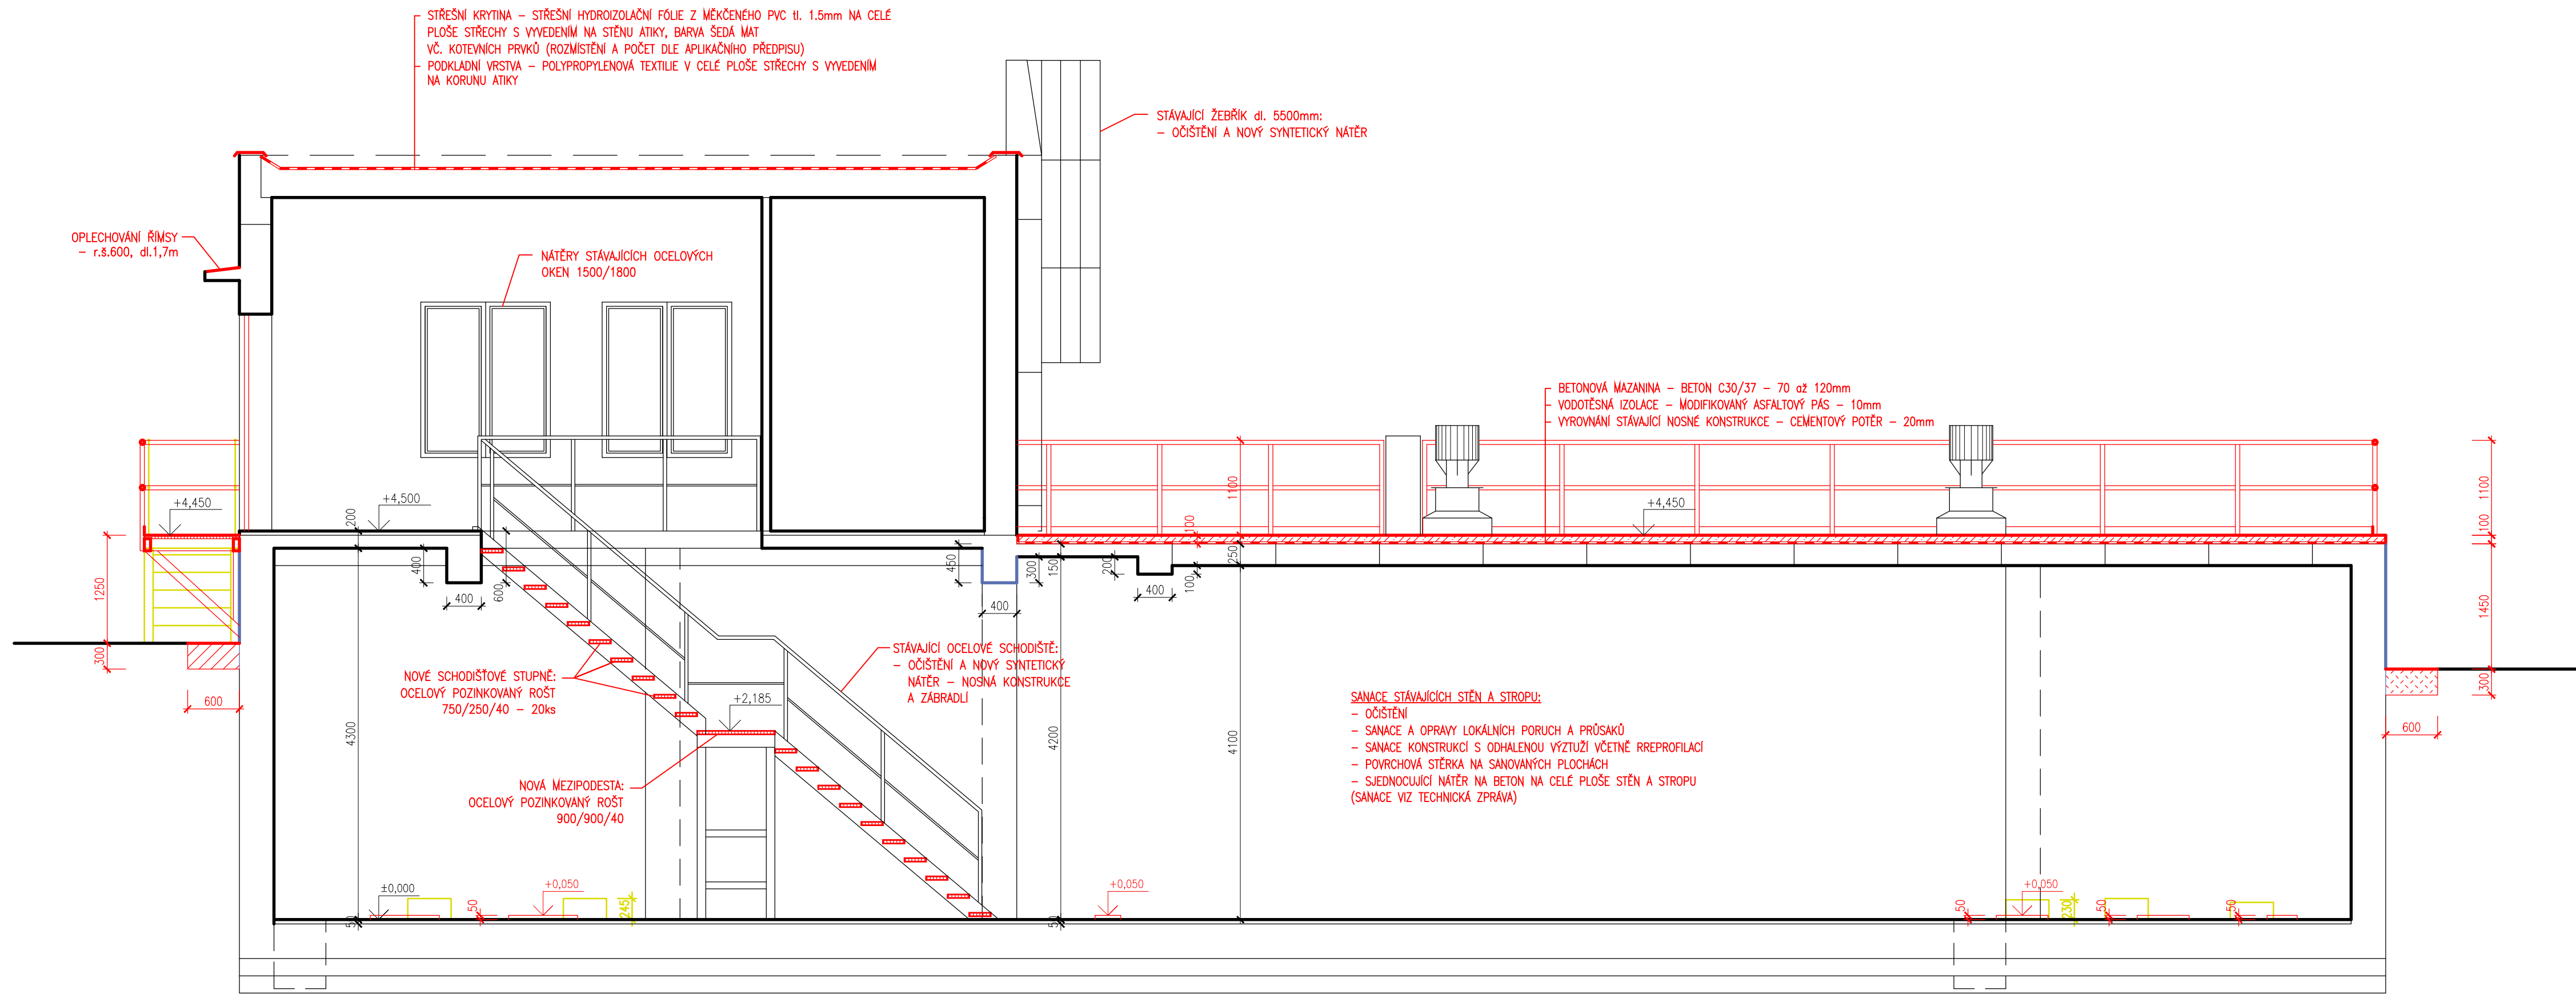 STŘEŠNÍ KRYTINA – STŘEŠNÍ HYDROIZOLAČNÍ FÓLIE Z MĚKČENÉHO PVC tl. 1.5mm NA CELÉ
PLOŠE STŘECHY S VYVEDENÍM NA STĚNU ATIKY, BARVA ŠEDÁ MAT
VČ. KOTEVNÍCH PRVKŮ (ROZMÍSTĚNÍ A POČET DLE APLIKAČNÍHO PŘEDPISU)
PODKLADNÍ VRSTVA – POLYPROPYLENOVÁ TEXTILIE V CELÉ PLOŠE STŘECHY S VYVEDENÍM
NA KORUNU ATIKY
STÁVAJÍCÍ ŽEBŘÍK dl. 5500mm:
– OČIŠTĚNÍ A NOVÝ SYNTETICKÝ NÁTĚR
OPLECHOVÁNÍ ŘÍMSY
– r.š.600, dl.1,7m
NÁTĚRY STÁVAJÍCÍCH OCELOVÝCH
OKEN 1500/1800
BETONOVÁ MAZANINA – BETON C30/37 – 70 až 120mm
VODOTĚSNÁ IZOLACE – MODIFIKOVANÝ ASFALTOVÝ PÁS – 10mm
VYROVNÁNÍ STÁVAJÍCÍ NOSNÉ KONSTRUKCE – CEMENTOVÝ POTĚR – 20mm
+4,450
+4,500
200
1100
100
+4,450
1100
100
1250
300
600
400
400
600
450
400
300
150
200
400
100
250
1450
300
600
STÁVAJÍCÍ OCELOVÉ SCHODIŠTĚ:
– OČIŠTĚNÍ A NOVÝ SYNTETICKÝ
NÁTĚR – NOSNÁ KONSTRUKCE
A ZÁBRADLÍ
NOVÉ SCHODIŠŤOVÉ STUPNĚ:
OCELOVÝ POZINKOVANÝ ROŠT
750/250/40 – 20ks
+2,185
4300
4200
4100
SANACE STÁVAJÍCÍCH STĚN A STROPU:
– OČIŠTĚNÍ
– SANACE A OPRAVY LOKÁLNÍCH PORUCH A PRŮSAKŮ
– SANACE KONSTRUKCÍ S ODHALENOU VÝZTUŽÍ VČETNĚ RREPROFILACÍ
– POVRCHOVÁ STĚRKA NA SANOVANÝCH PLOCHÁCH
– SJEDNOCUJÍCÍ NÁTĚR NA BETON NA CELÉ PLOŠE STĚN A STROPU
(SANACE VIZ TECHNICKÁ ZPRÁVA)
NOVÁ MEZIPODESTA:
OCELOVÝ POZINKOVANÝ ROŠT
900/900/40
±0,000
50
+0,050
245
+0,050
50
+0,050
230
50
50
50
50